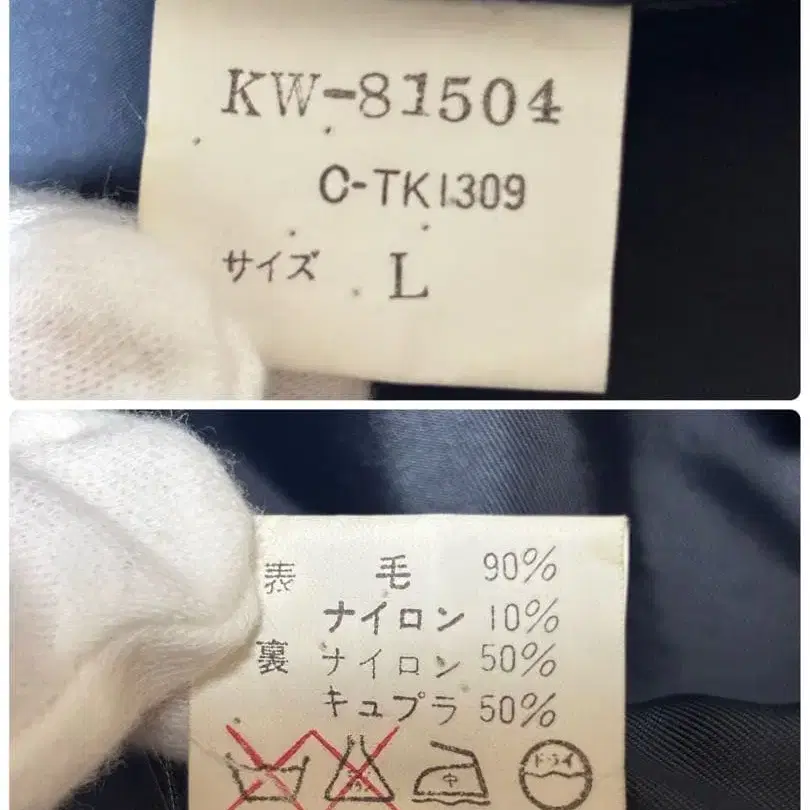 KW-81504
C-TK1309
サイズ L
表 毛 90%
ナイロン 10%
裏 ナイロン 50%
キュプラ 50%
中 ドライ